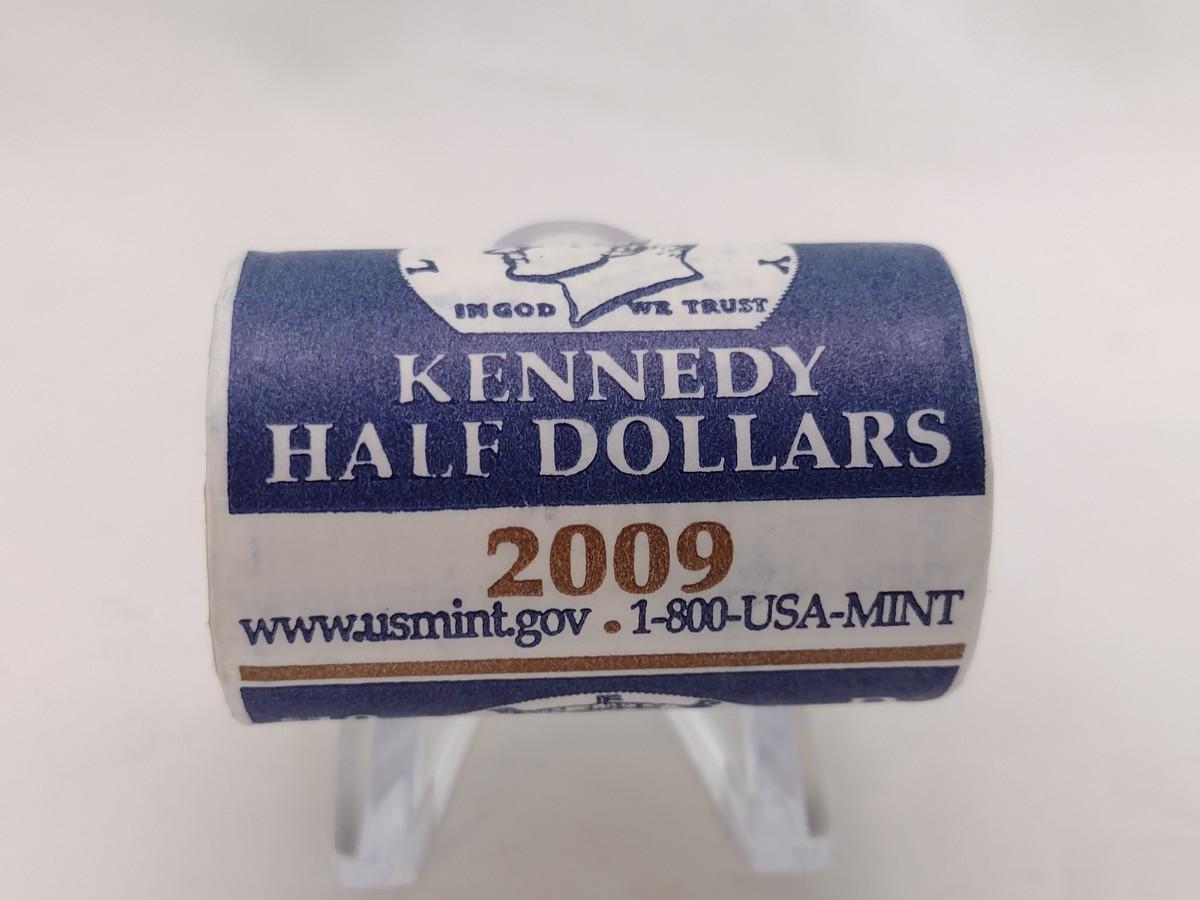 L Y
IN GOD WE TRUST
KENNEDY
HALF DOLLARS
2009
www.usmint.gov • 1-800-USA-MINT